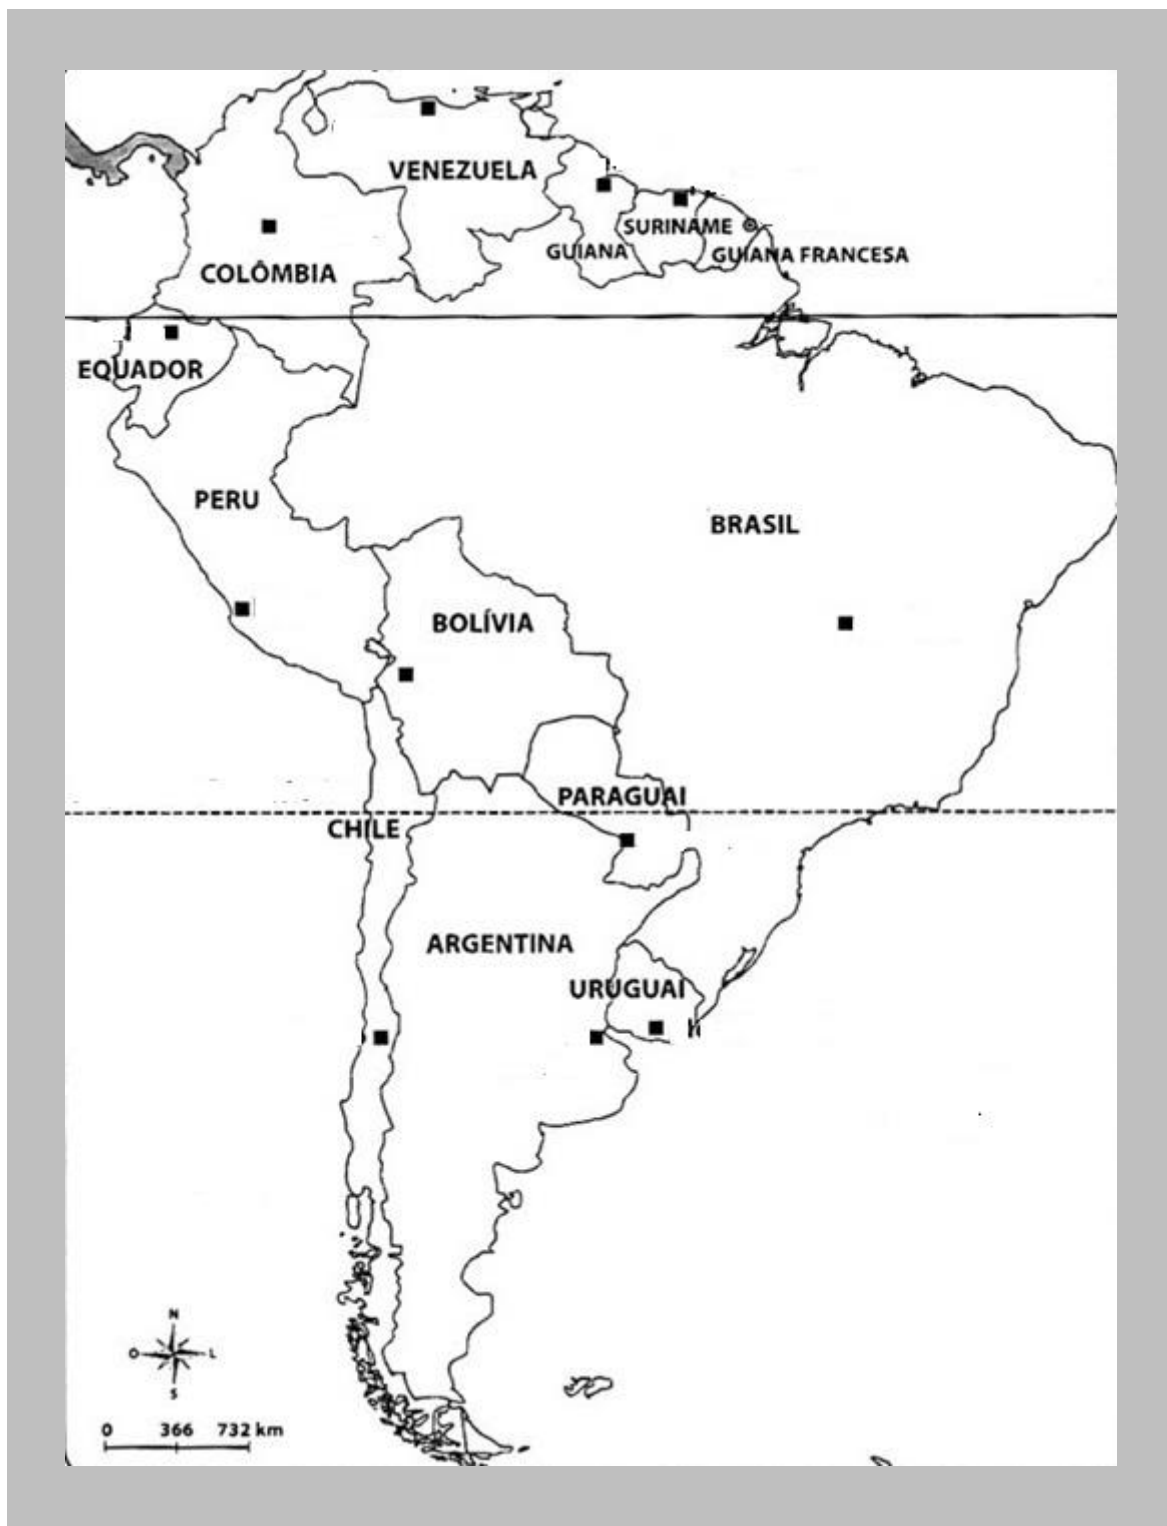 VENEZUELA
SURINAME
GUIANA
GUIANA FRANCESA
COLÔMBIA
EQUADOR
PERU
BRASIL
BOLÍVIA
PARAGUAI
CHILE
ARGENTINA
URUGUAI
N
O L
S
0 366 732 km